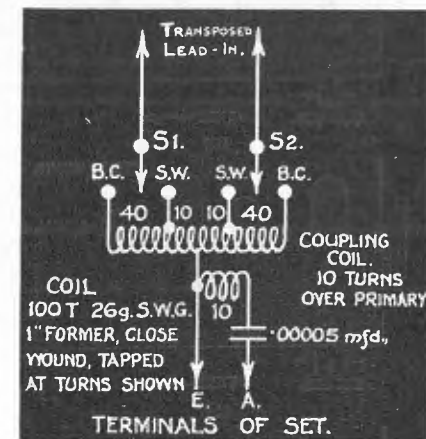 TRANSPOSED
LEAD-IN.
S1. S2.
B.C. S.W. S.W. B.C.
40 10 10 40
COUPLING
COIL.
10 TURNS
OVER PRIMARY
COIL
100T 26g. S.W.G.
1" FORMER, CLOSE
WOUND, TAPPED
AT TURNS SHOWN
10
.00005 mfd.,
E. A.
TERMINALS OF SET.